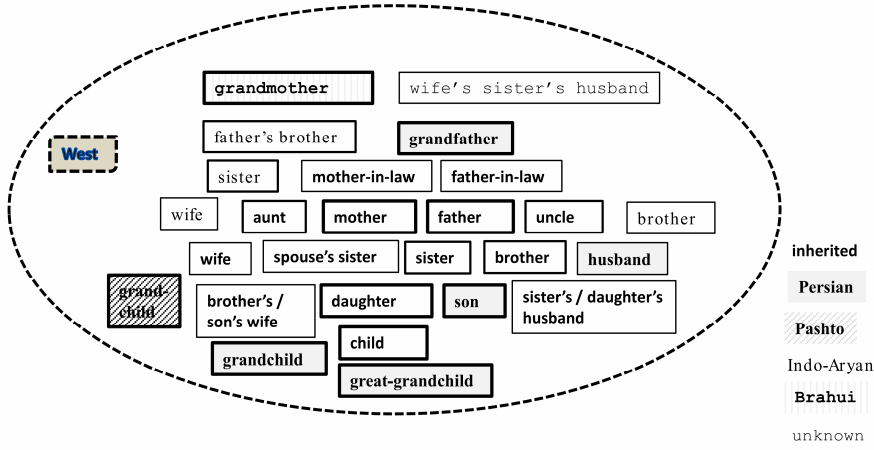 grandmother
wife's sister's husband
father's brother
grandfather
West
sister
mother-in-law
father-in-law
wife
aunt
mother
father
uncle
brother
wife
spouse's sister
sister
brother
husband
inherited
grand-
child
brother's /
son's wife
daughter
son
sister's / daughter's
husband
Persian
Pashto
child
grandchild
Indo-Aryan
great-grandchild
Brahui
unknown